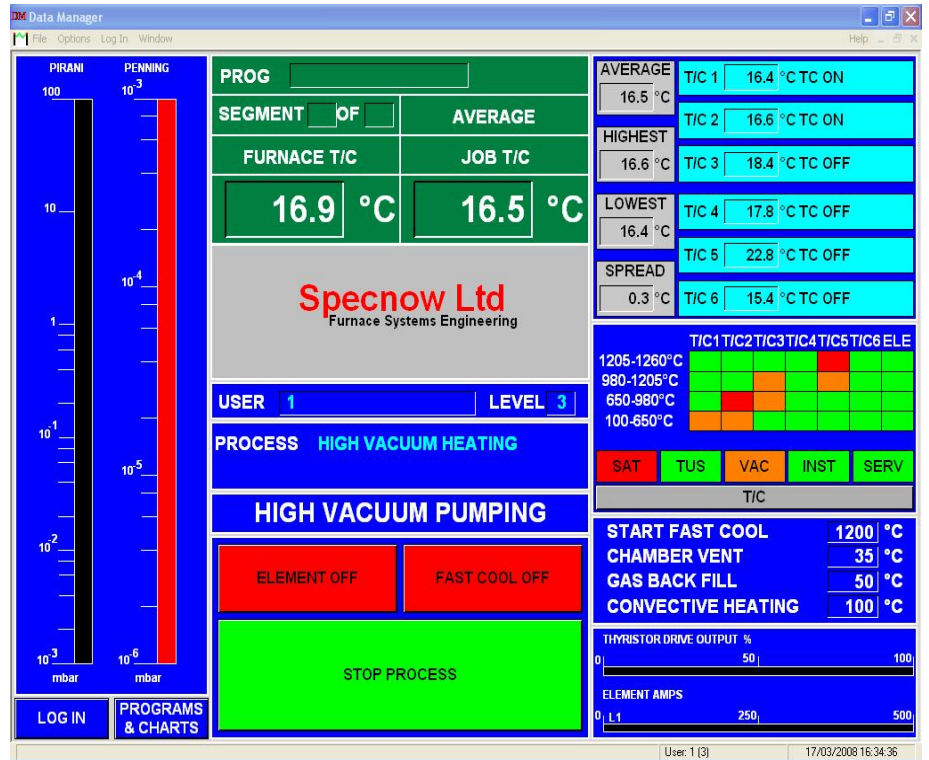 Data Manager
File Options Log In Window Help
PIRANI PENNING
100 10-3
10
10-4
1
10-1
10-5
10-2
10-3 10-6
mbar mbar
LOG IN
PROGRAMS
& CHARTS
PROG
SEGMENT OF AVERAGE
FURNACE T/C JOB T/C
16.9 °C 16.5 °C
Specnow Ltd
Furnace Systems Engineering
USER 1 LEVEL 3
PROCESS HIGH VACUUM HEATING
HIGH VACUUM PUMPING
ELEMENT OFF FAST COOL OFF
STOP PROCESS
AVERAGE
16.5 °C
HIGHEST
16.6 °C
LOWEST
16.4 °C
SPREAD
0.3 °C
T/C 1 16.4 °C TC ON
T/C 2 16.6 °C TC ON
T/C 3 18.4 °C TC OFF
T/C 4 17.8 °C TC OFF
T/C 5 22.8 °C TC OFF
T/C 6 15.4 °C TC OFF
T/C1 T/C2 T/C3 T/C4 T/C5 T/C6 ELE
1205-1260°C
980-1205°C
650-980°C
100-650°C
SAT TUS VAC INST SERV
T/C
START FAST COOL 1200 °C
CHAMBER VENT 35 °C
GAS BACK FILL 50 °C
CONVECTIVE HEATING 100 °C
THYRISTOR DRIVE OUTPUT %
0 50 100
ELEMENT AMPS
0 L1 250 500
User: 1 (3) 17/03/2008 16:34:36